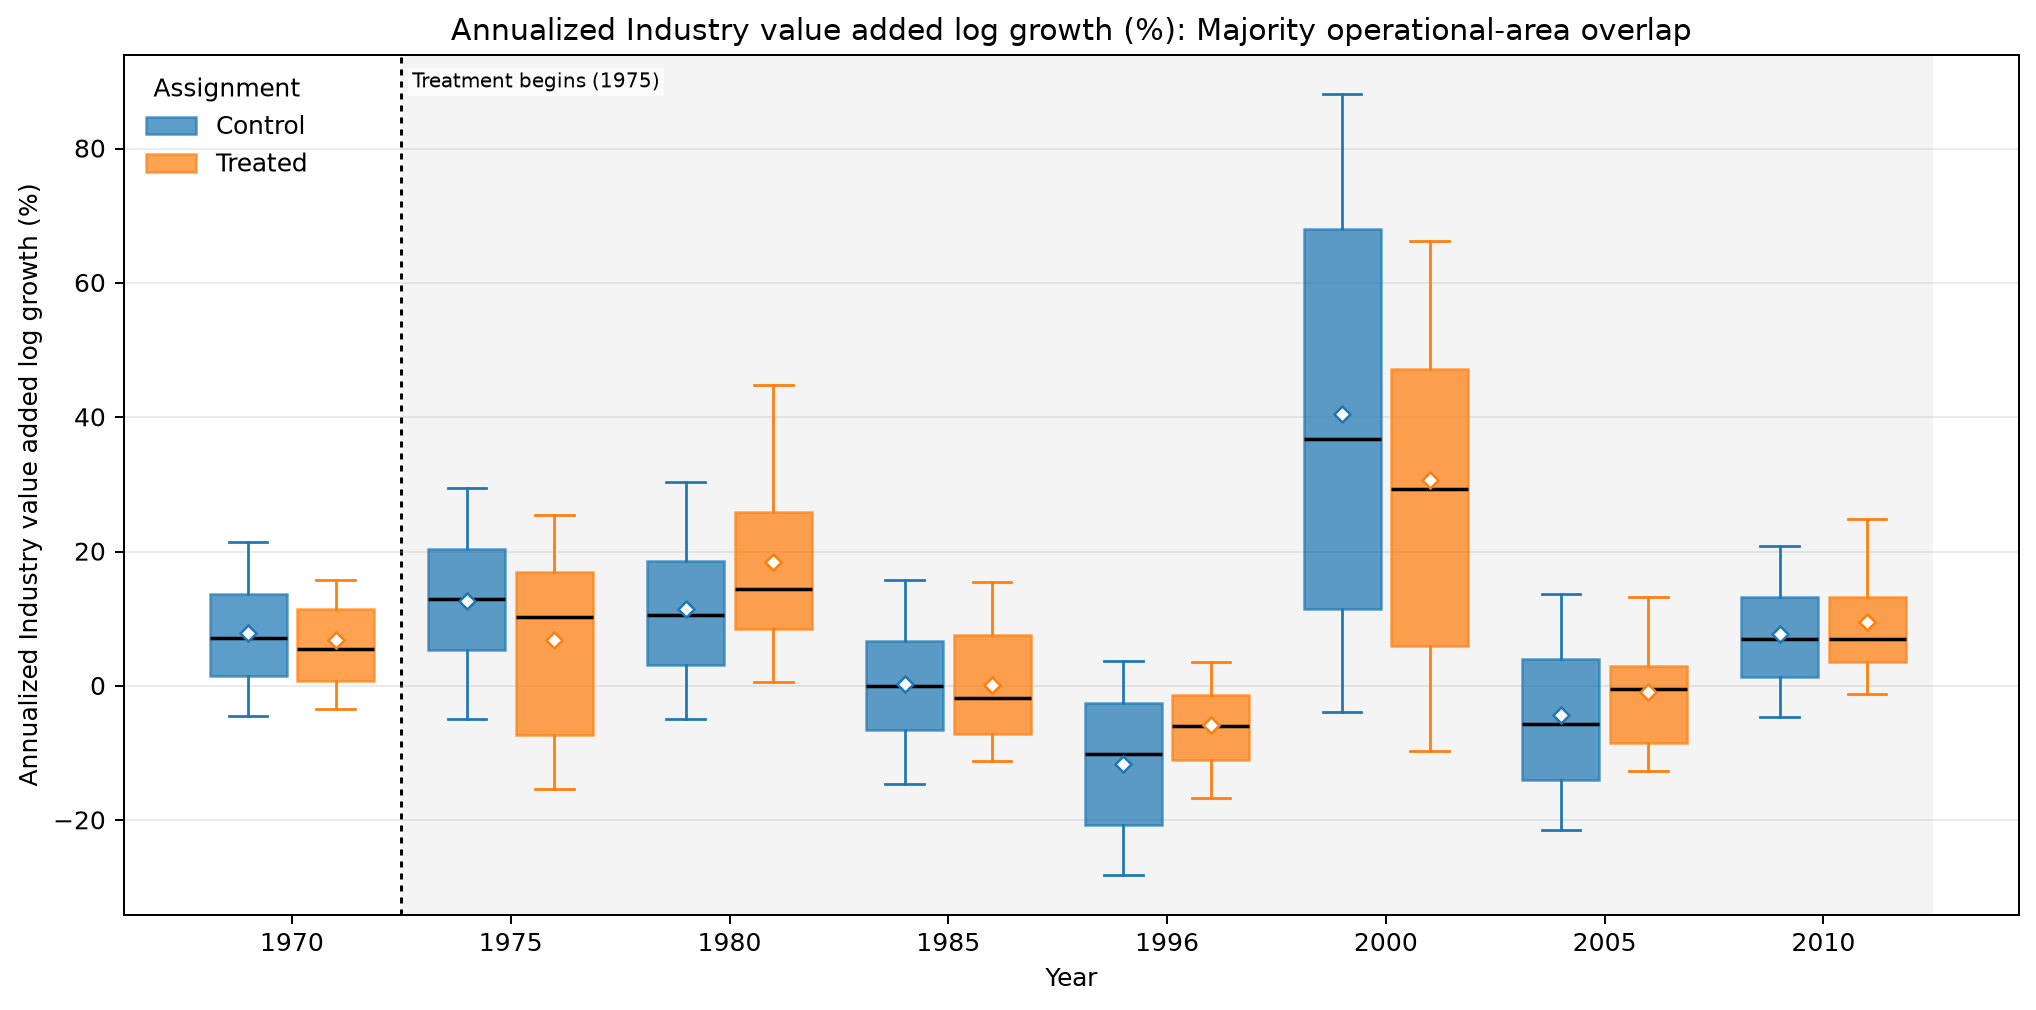 Annualized Industry value added log growth (%): Majority operational-area overlap
Treatment begins (1975)
Assignment
Control
Treated
Annualized Industry value added log growth (%)
80
60
40
20
0
−20
1970 1975 1980 1985 1996 2000 2005 2010
Year